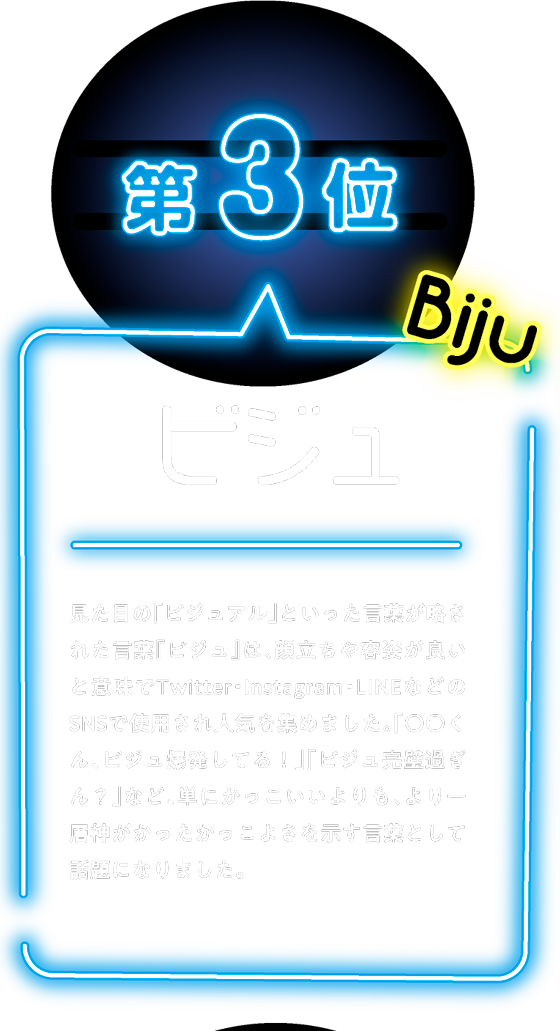 第3位
Biju
ビジュ
見た目の「ビジュアル」といった言葉が略さ
れた言葉『ビジュ』は、顔立ちや容姿が良い
と意味でTwitter・Instagram・LINEなどの
SNSで使用され人気を集めました。「〇〇く
ん、ビジュ爆発してる！」「ビジュ完璧過ぎ
ん？」など、単にかっこいいよりも、より一
層神がかったかっこよさを示す言葉として
話題になりました。